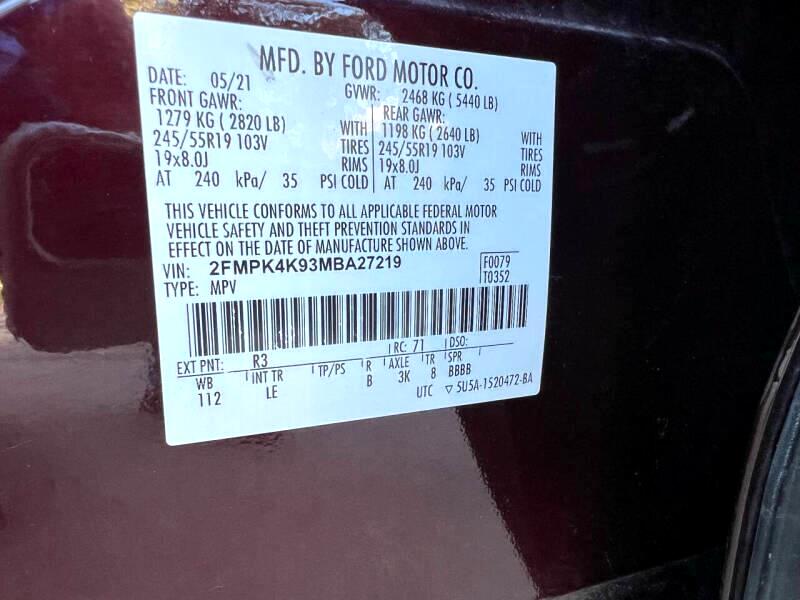 MFD. BY FORD MOTOR CO.
DATE: 05/21 GVWR: 2468 KG ( 5440 LB)
FRONT GAWR: REAR GAWR:
1279 KG ( 2820 LB) WITH 1198 KG ( 2640 LB) WITH
245/55R19 103V TIRES 245/55R19 103V TIRES
19x8.0J RIMS 19x8.0J RIMS
AT 240 kPa/ 35 PSI COLD AT 240 kPa/ 35 PSI COLD
THIS VEHICLE CONFORMS TO ALL APPLICABLE FEDERAL MOTOR
VEHICLE SAFETY AND THEFT PREVENTION STANDARDS IN
EFFECT ON THE DATE OF MANUFACTURE SHOWN ABOVE.
VIN: 2FMPK4K93MBA27219 F0079
TYPE: MPV T0352
EXT PNT: R3 RC: 71 DSO:
WB INT TR TP/PS R AXLE TR SPR
112 LE B 3K 8 BBBB
UTC ▽ 5U5A-1520472-BA